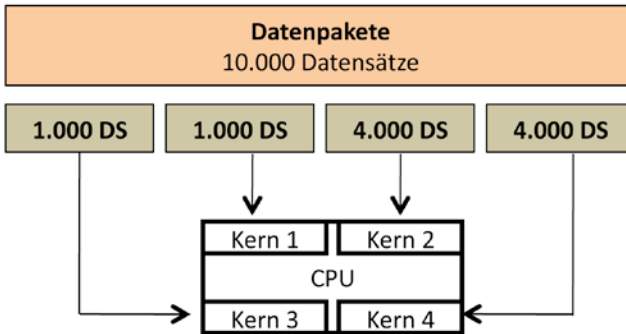 Datenpakete
10.000 Datensätze
1.000 DS 1.000 DS 4.000 DS 4.000 DS
Kern 1 Kern 2
CPU
Kern 3 Kern 4